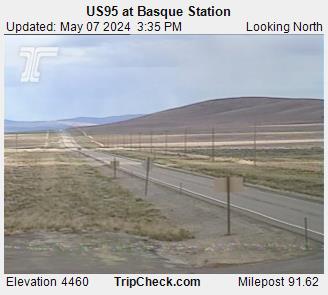 US95 at Basque Station
Updated: May 07 2024 3:35 PM Looking North
Elevation 4460 TripCheck.com Milepost 91.62